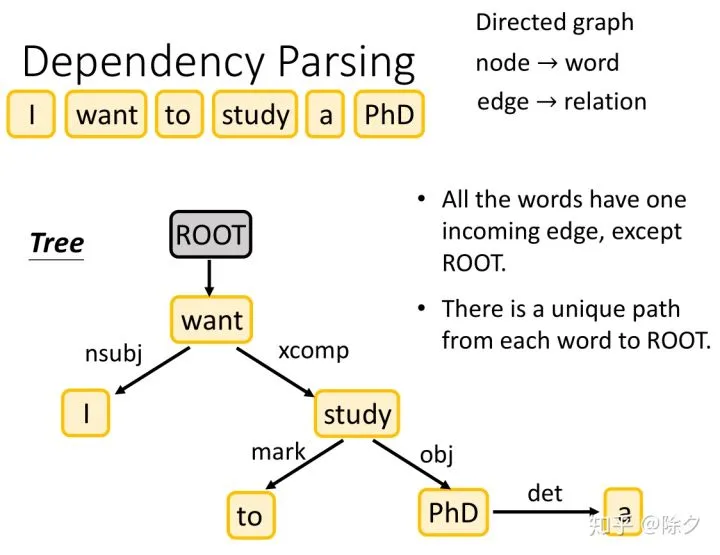 Dependency Parsing
Directed graph
node → word
edge → relation
I want to study a PhD
Tree
ROOT
• All the words have one
incoming edge, except
ROOT.
• There is a unique path
from each word to ROOT.
want
nsubj
xcomp
I
study
mark
obj
to
PhD
det
a
知乎 @除夕